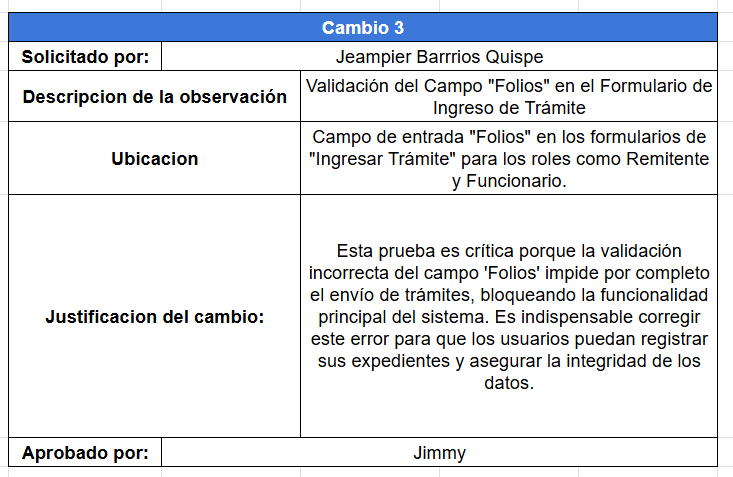 Cambio 3
Solicitado por:
Jeampier Barrrios Quispe
Descripcion de la observación
Validación del Campo "Folios" en el Formulario de
Ingreso de Trámite
Ubicacion
Campo de entrada "Folios" en los formularios de
"Ingresar Trámite" para los roles como Remitente
y Funcionario.
Justificacion del cambio:
Esta prueba es crítica porque la validación
incorrecta del campo 'Folios' impide por completo
el envío de trámites, bloqueando la funcionalidad
principal del sistema. Es indispensable corregir
este error para que los usuarios puedan registrar
sus expedientes y asegurar la integridad de los
datos.
Aprobado por:
Jimmy